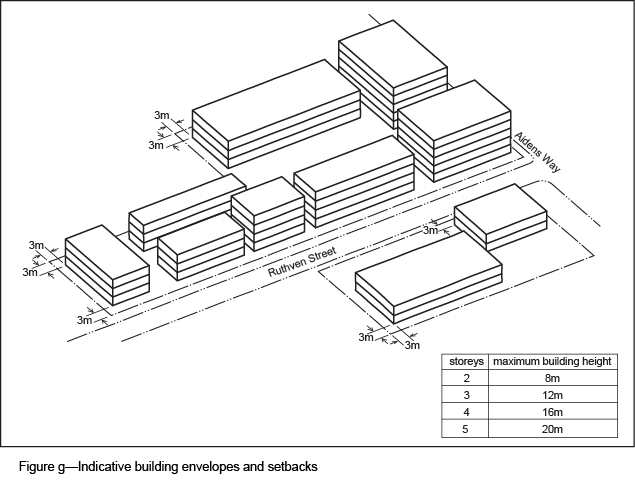 3m
3m
Aidens Way
3m
3m
3m
3m
Ruthven Street
3m
3m
storeys maximum building height
2 8m
3 12m
4 16m
5 20m
Figure g—Indicative building envelopes and setbacks